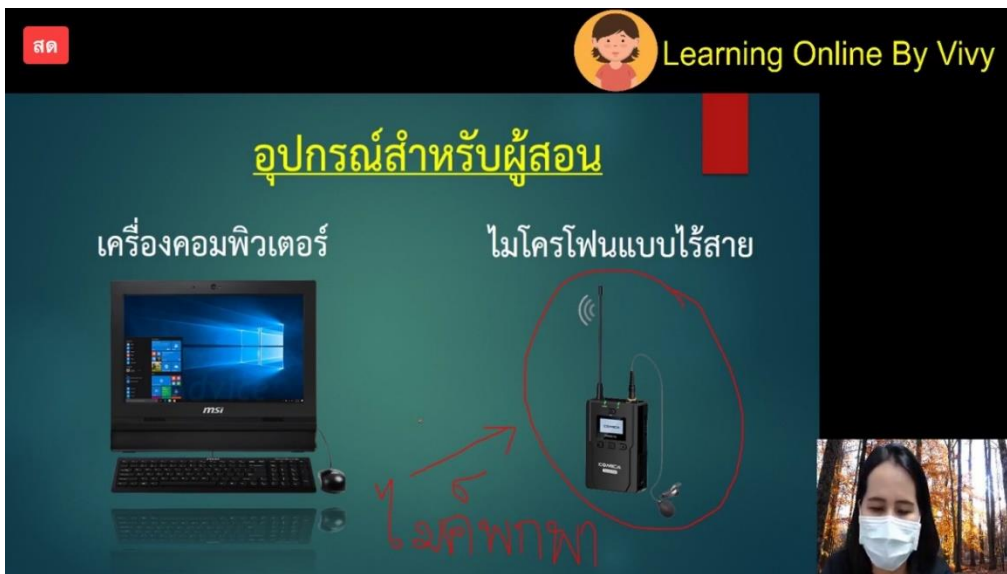 สด
Learning Online By Vivy
อุปกรณ์สำหรับผู้สอน
เครื่องคอมพิวเตอร์
ไมโครโฟนแบบไร้สาย
msi
COMICA
ไมค์พกพา